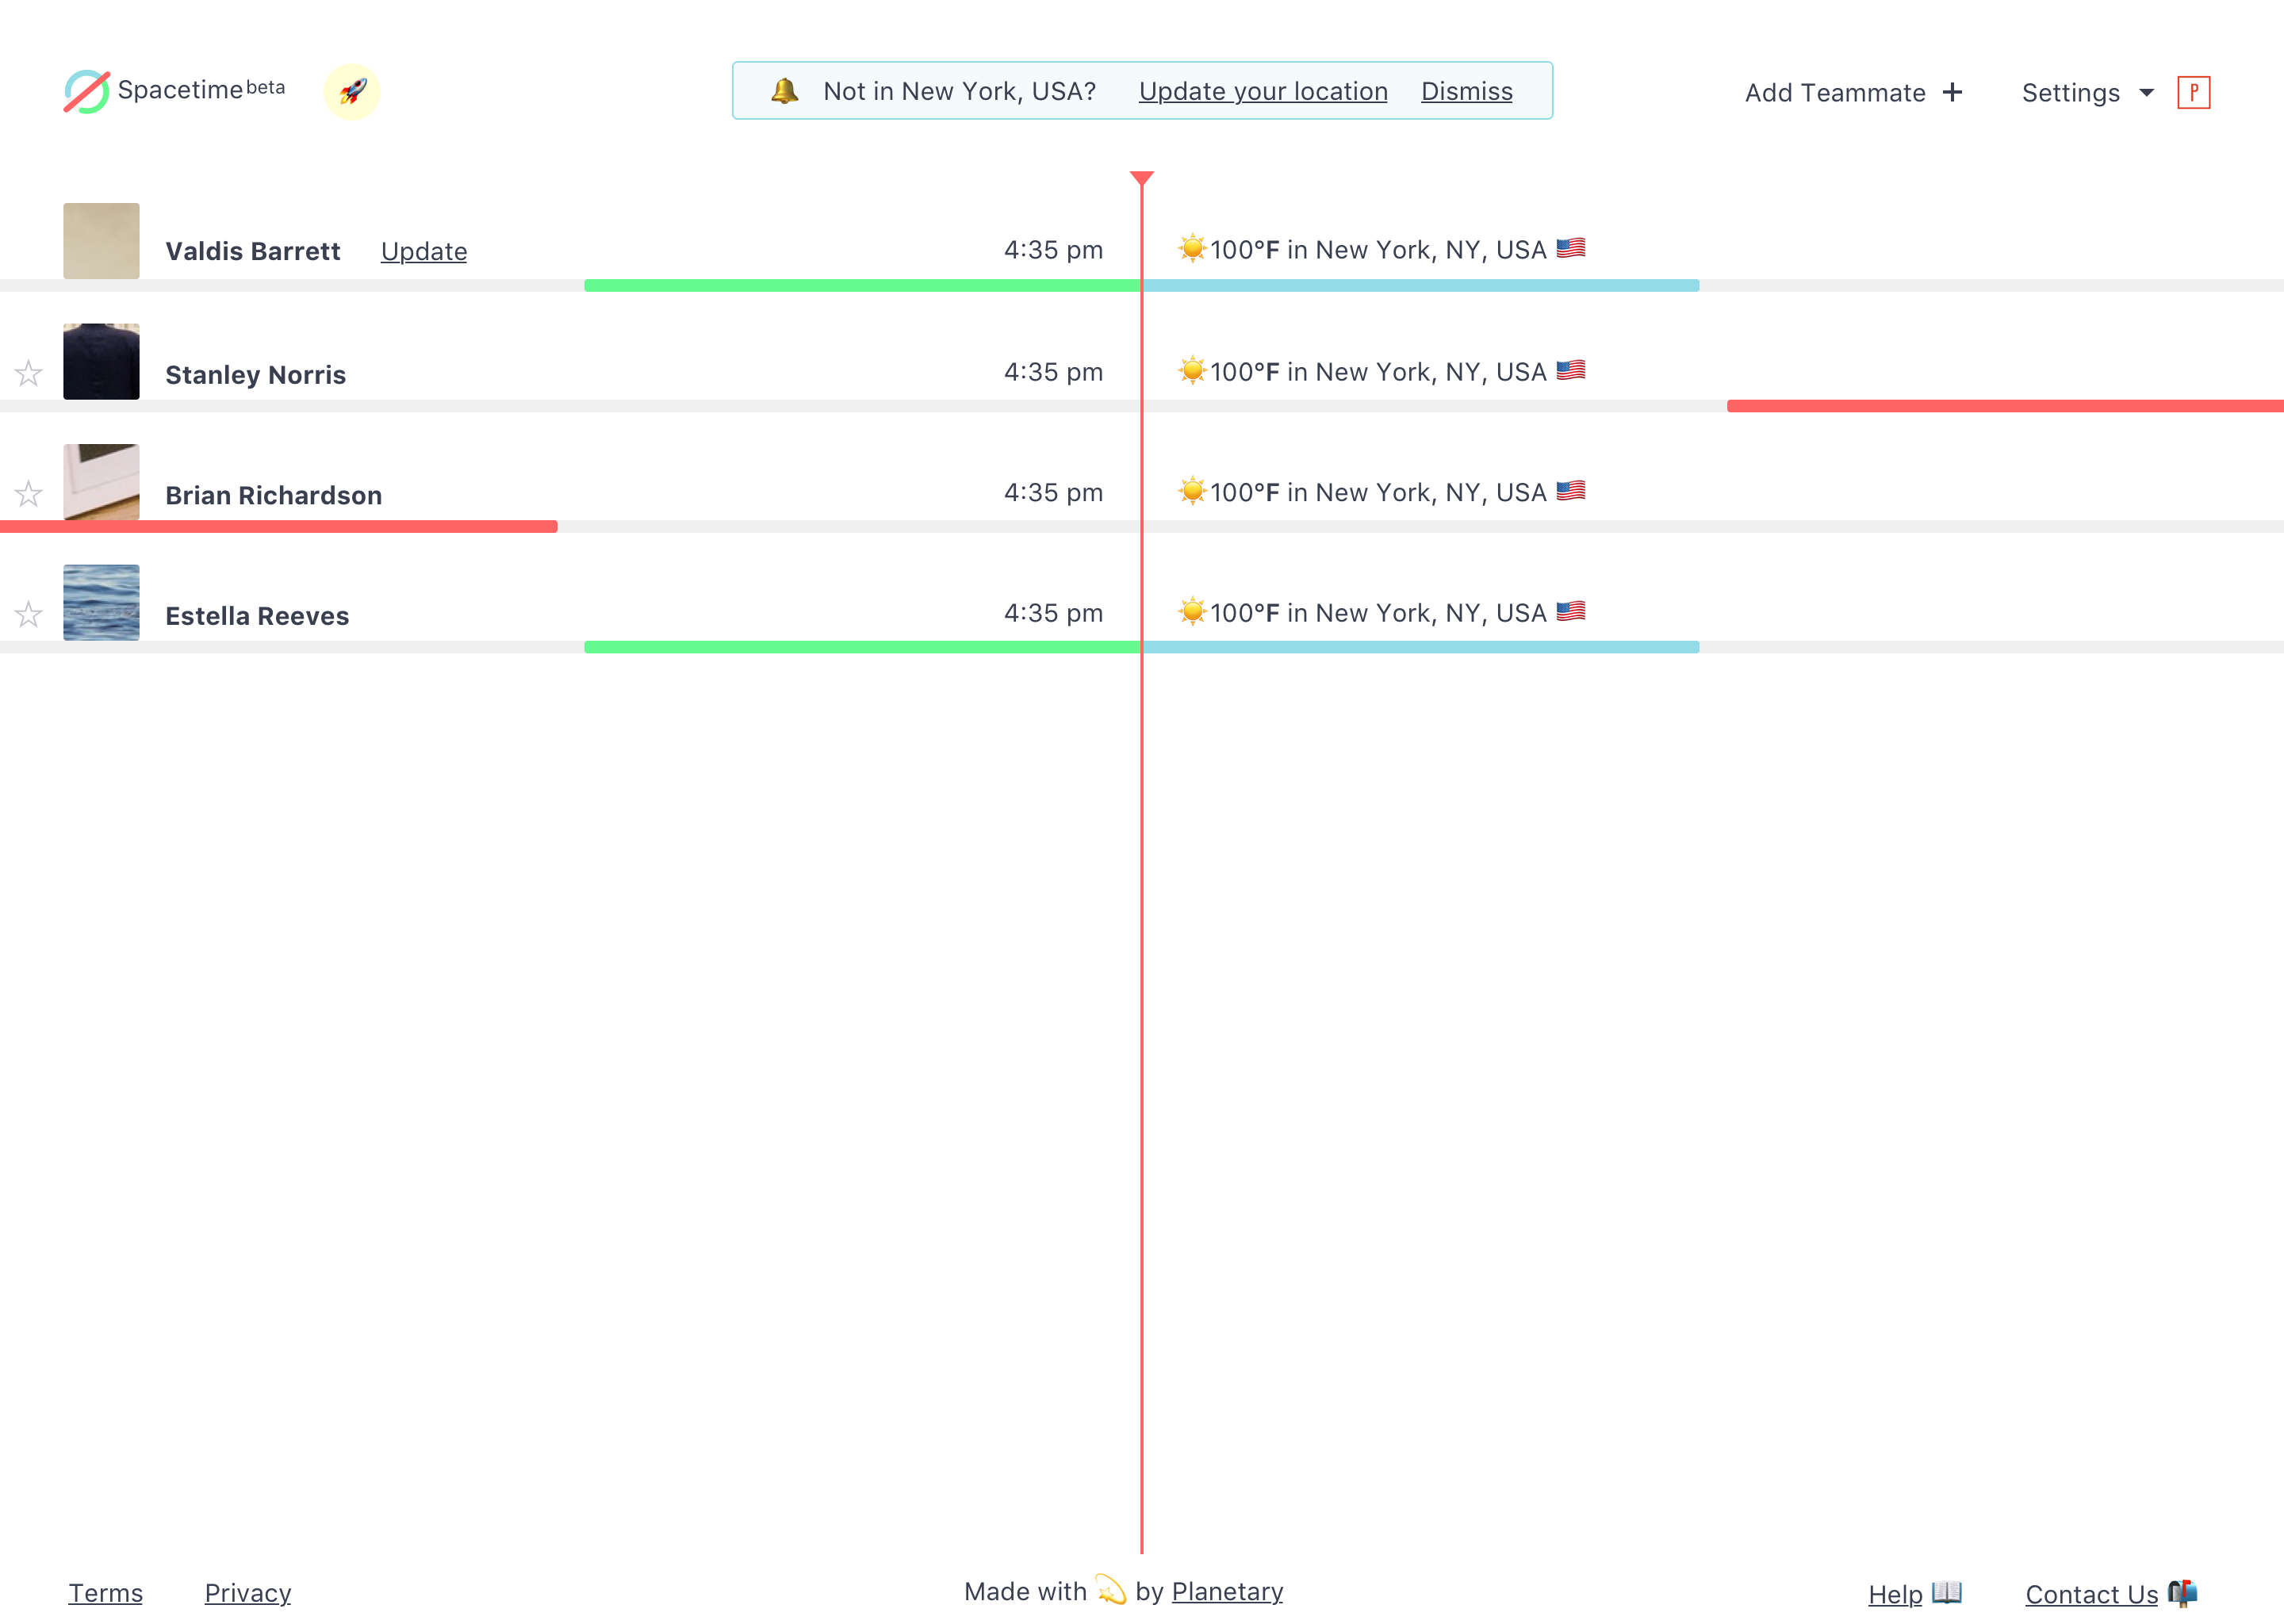 Spacetime beta
🔔 Not in New York, USA? Update your location Dismiss
Add Teammate +
Settings
P
Valdis Barrett Update 4:35 pm ☀️100°F in New York, NY, USA 🇺🇸
Stanley Norris 4:35 pm ☀️100°F in New York, NY, USA 🇺🇸
Brian Richardson 4:35 pm ☀️100°F in New York, NY, USA 🇺🇸
Estella Reeves 4:35 pm ☀️100°F in New York, NY, USA 🇺🇸
Terms Privacy Made with 💫 by Planetary Help 📖 Contact Us 📬